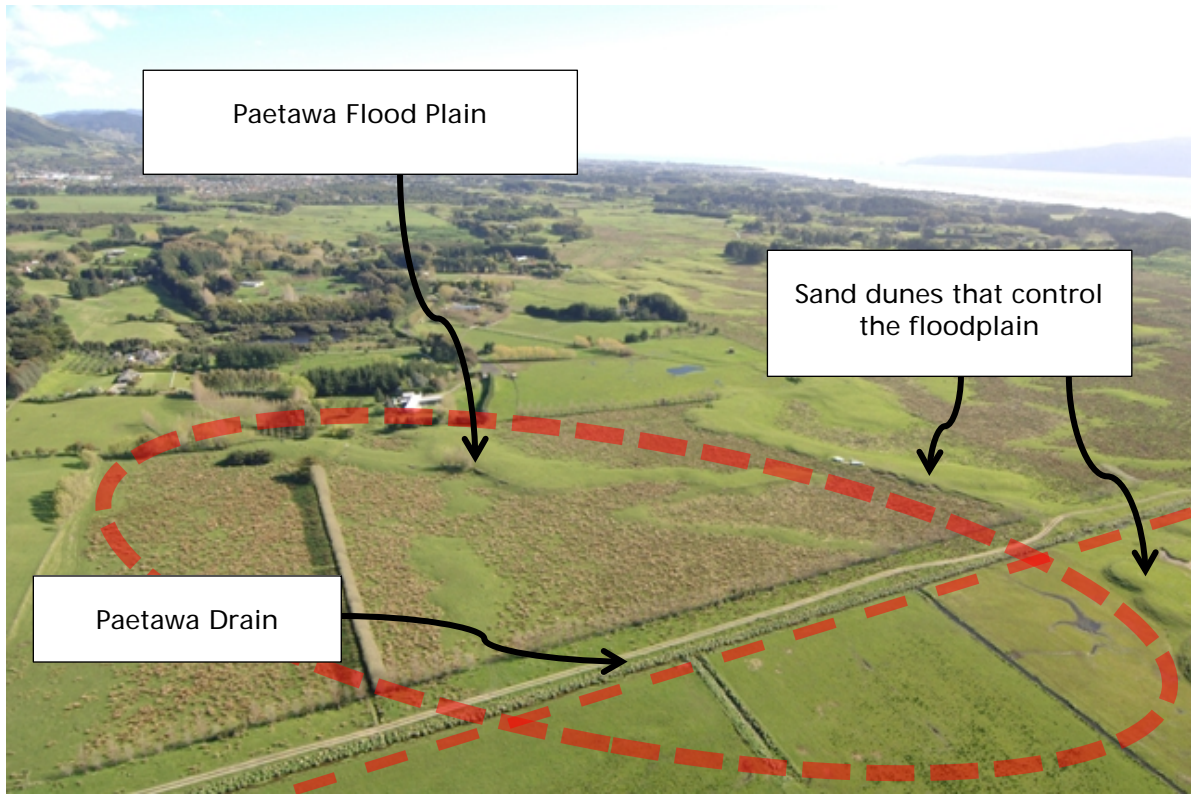 Paetawa Flood Plain
Sand dunes that control
the floodplain
Paetawa Drain